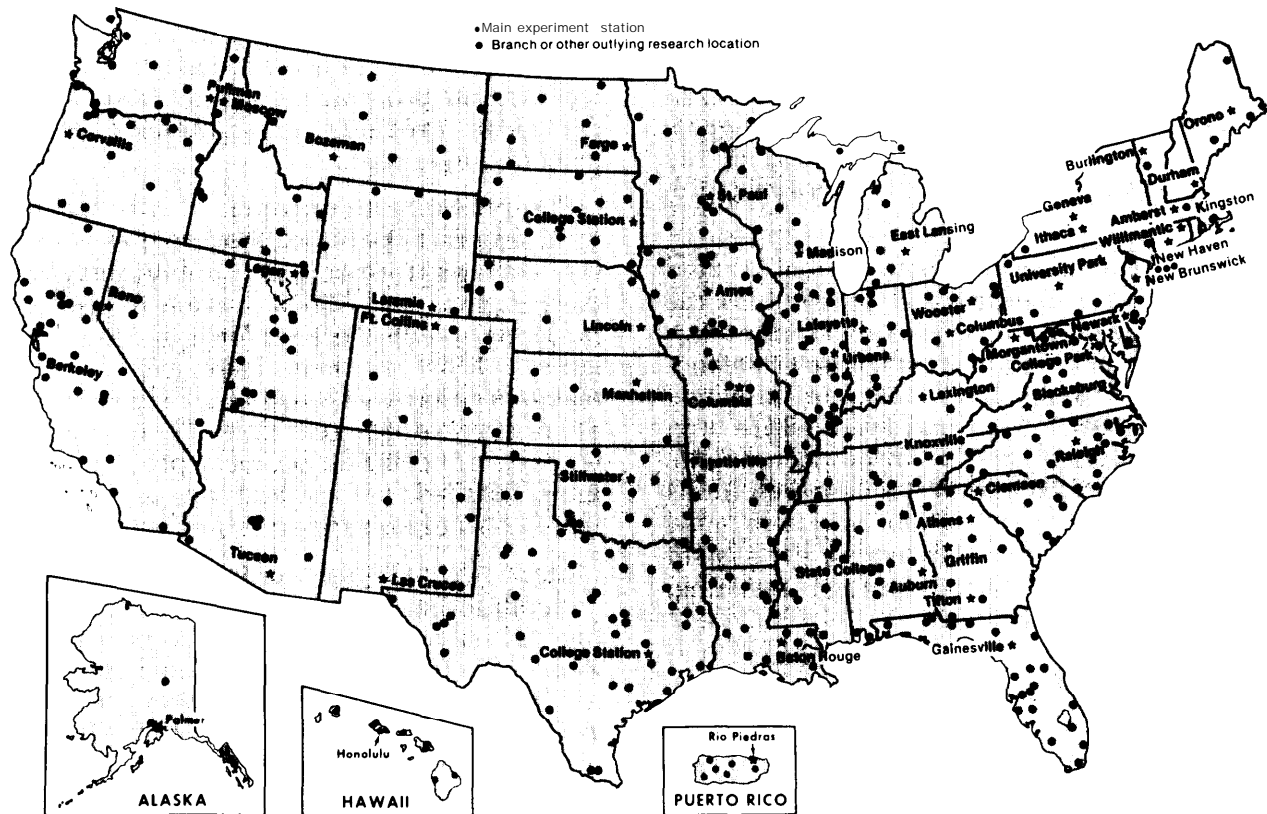 Main experiment station
Branch or other outlying research location
Pullman
Moscow
Corvallis
Bozeman
Fargo
St. Paul
College Station
Madison
East Lansing
Orono
Burlington
Durham
Geneva
Kingston
Amherst
Ithaca
Willimantic
New Haven
University Park
New Brunswick
Logan
Reno
Laramie
Ft. Collins
Ames
Lincoln
Lafayette
Wooster
Columbus
Newark
Morgantown
College Park
Urbana
Berkeley
Manhattan
Columbia
Lexington
Blacksburg
Knoxville
Raleigh
Fayetteville
Stillwater
Clemson
Athens
Tucson
Griffin
State College
Las Cruces
Auburn
Tifton
College Station
Baton Rouge
Gainesville
Palmer
Honolulu
Rio Piedras
ALASKA
HAWAII
PUERTO RICO